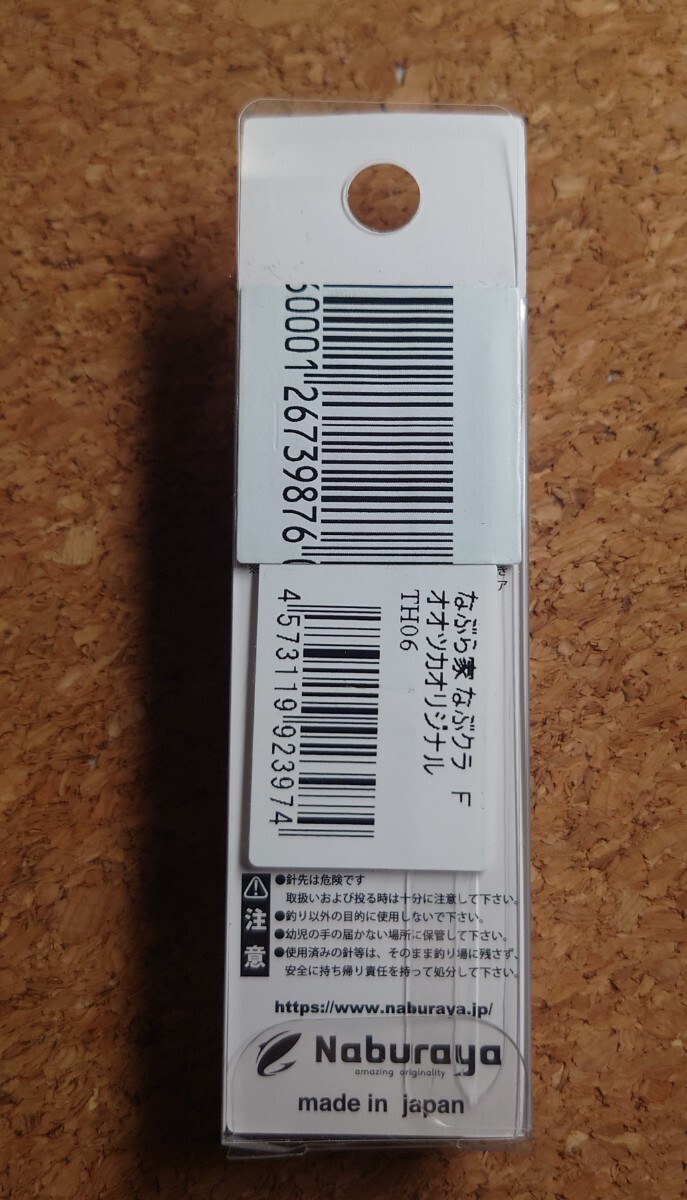 60001 26739876
なぶら家 なぶクラ F
オオツカオリジナル
TH06
4 573119 923974
注意
●針先は危険です
取扱いおよび投る時は十分に注意して下さい。
●釣り以外の目的に使用しないで下さい。
●幼児の手の届かない場所に保管して下さい。
●使用済みの針等は、そのまま釣り場に残さず、
安全に持ち帰り責任を持って処分して下さい。
https://www.naburaya.jp/
Naburaya
amazing originality
made in japan